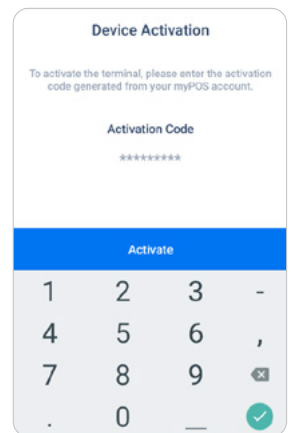 Device Activation
To activate the terminal, please enter the activation
code generated from your myPOS account.
Activation Code
*********
Activate
1 2 3 -
4 5 6 ,
7 8 9
. 0 _